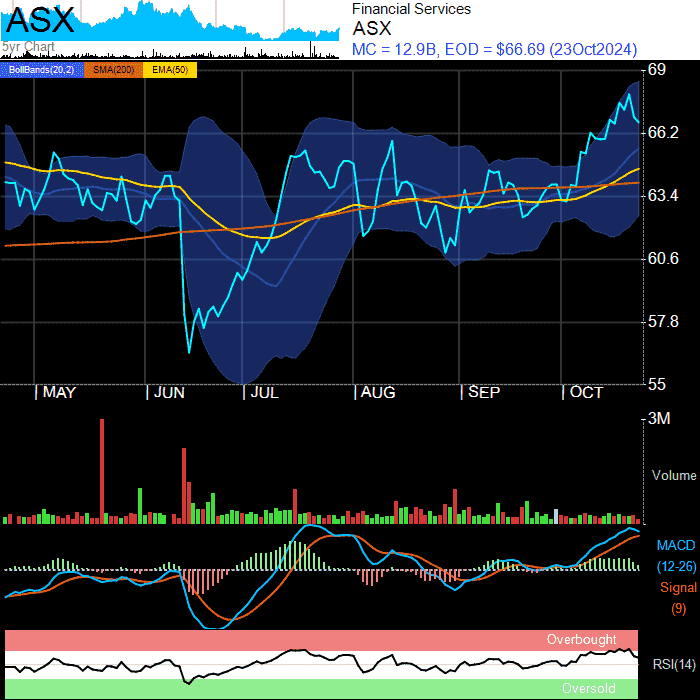 ASX
5yr Chart
Financial Services
ASX
MC = 12.9B, EOD = $66.69 (23Oct2024)
BollBands(20,2) SMA(200) EMA(50)
69
66.2
63.4
60.6
57.8
55
| MAY | JUN | JUL | AUG | SEP | OCT
3M
Volume
MACD
(12-26)
Signal
(9)
Overbought
RSI(14)
Oversold